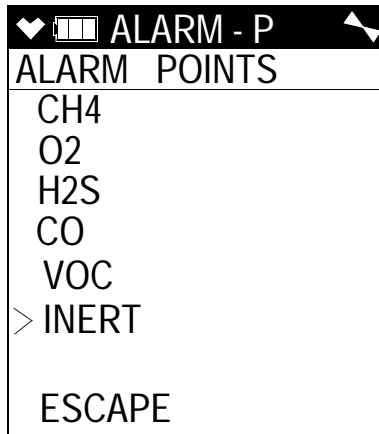 ALARM - P
ALARM POINTS
CH4
O2
H2S
CO
VOC
> INERT
ESCAPE